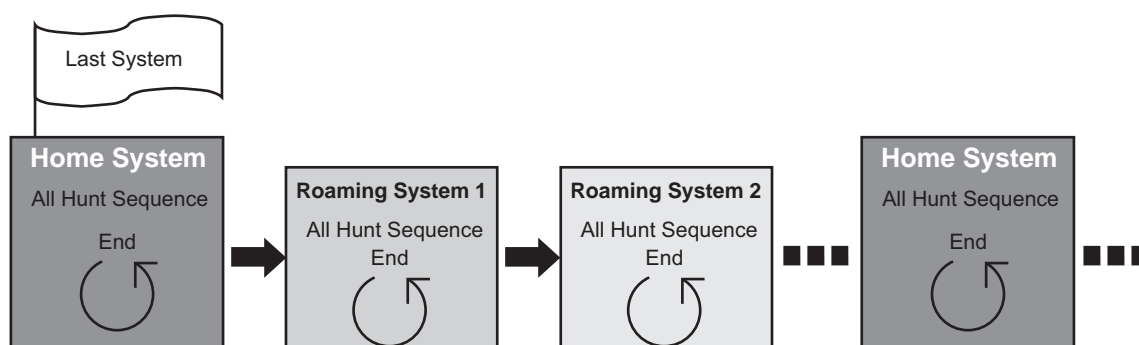 Last System
Home System
All Hunt Sequence
End
Roaming System 1
All Hunt Sequence
End
Roaming System 2
All Hunt Sequence
End
Home System
All Hunt Sequence
End